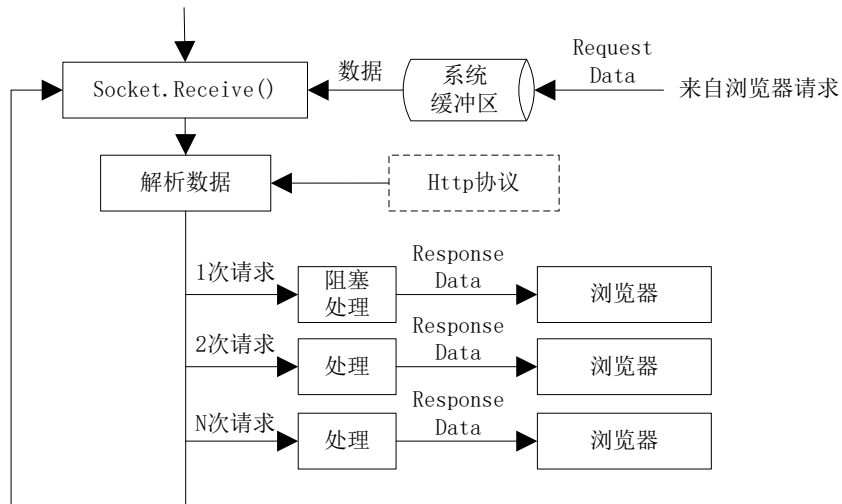 Socket.Receive()
数据
系统
缓冲区
Request
Data
来自浏览器请求
解析数据
Http协议
1次请求
阻塞
处理
Response
Data
浏览器
2次请求
处理
Response
Data
浏览器
N次请求
处理
Response
Data
浏览器